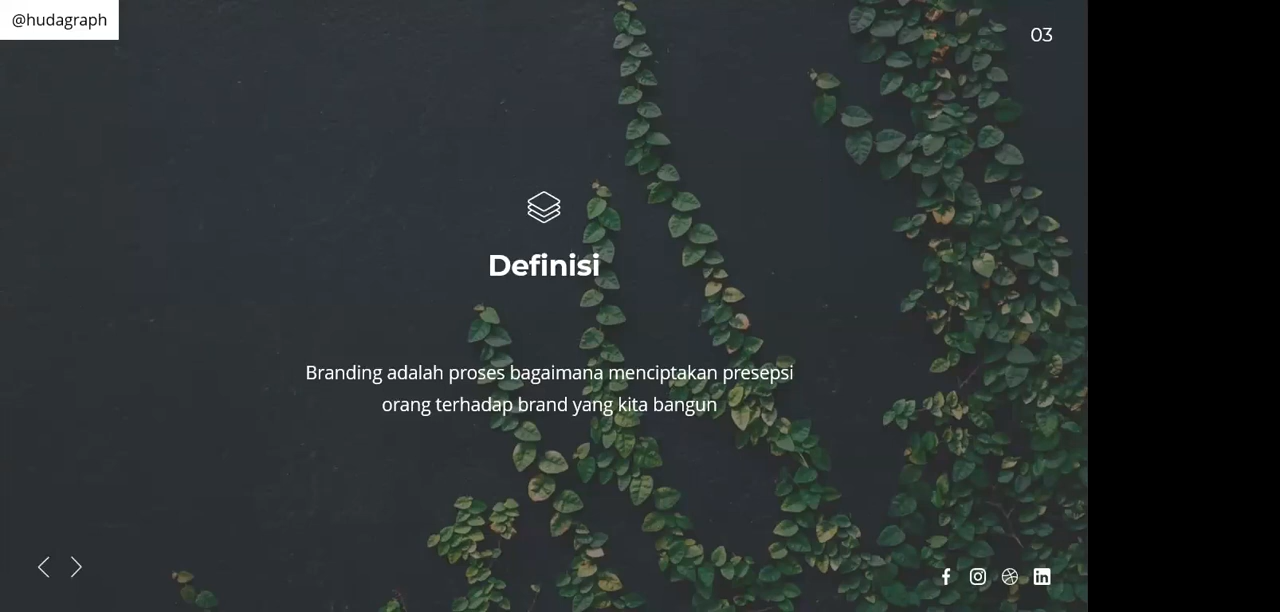 @hudagraph
03
Definisi
Branding adalah proses bagaimana menciptakan presepsi
orang terhadap brand yang kita bangun